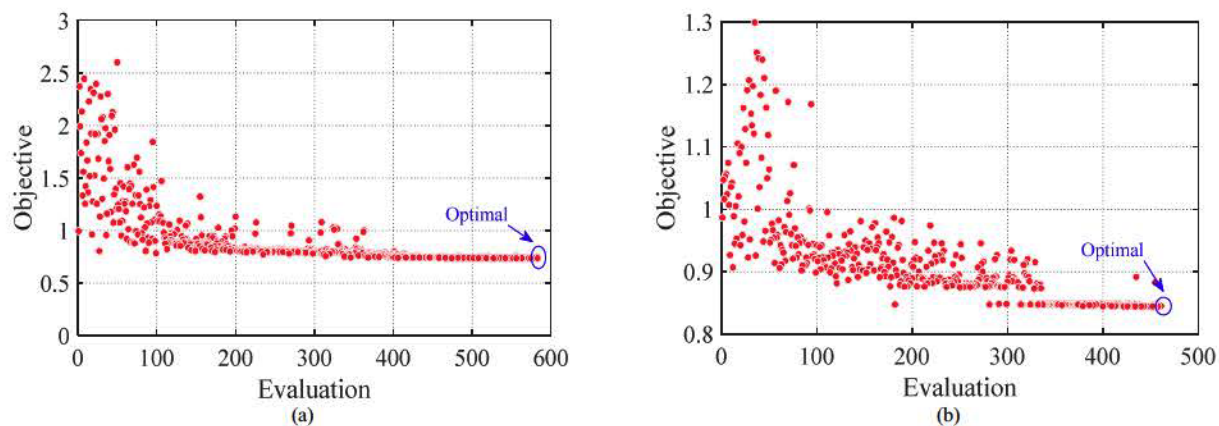 3
2.5
2
1.5
1
0.5
0
Objective
Optimal
0 100 200 300 400 500 600
Evaluation
(a)
1.3
1.2
1.1
1
0.9
0.8
Objective
Optimal
0 100 200 300 400 500
Evaluation
(b)